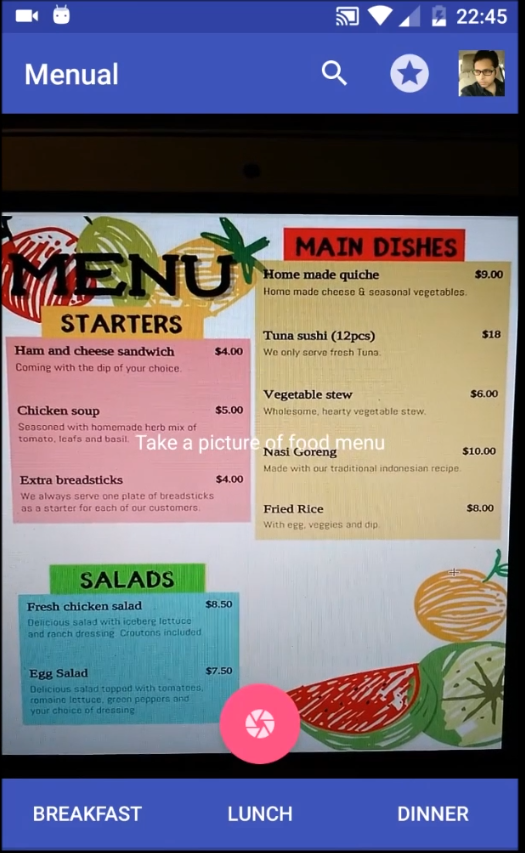 22:45
Menual
MENU
STARTERS
Ham and cheese sandwich $4.00
Coming with the dip of your choice.
Chicken soup $5.00
Seasoned with homemade herb mix of
tomato, leafs and basil.
Extra breadsticks $4.00
We always serve one plate of breadsticks
as a starter for each of our customers.
MAIN DISHES
Home made quiche $9.00
Home made cheese & seasonal vegetables.
Tuna sushi (12pcs) $18
We only serve fresh Tuna.
Vegetable stew $6.00
Wholesome, hearty vegetable stew.
Take a picture of food menu
Nasi Goreng $10.00
Made with our traditional indonesian recipe.
Fried Rice $8.00
With egg, veggies and dip.
SALADS
Fresh chicken salad $8.50
Delicious salad with iceberg lettuce
and ranch dressing. Croutons included.
Egg Salad $7.50
Delicious salad topped with tomatoes,
romaine lettuce, green peppers and
your choice of dressing.
BREAKFAST LUNCH DINNER